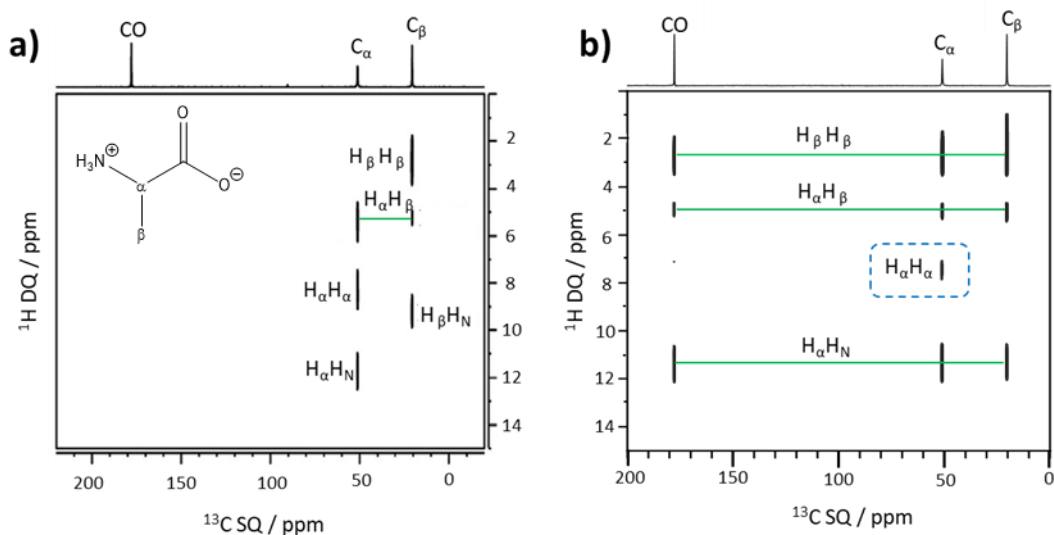 a)
CO
Cα
Cβ
O
H3N⊕
α
O⊖
β
HβHβ
HαHβ
HαHα
HβHN
HαHN
2
4
6
8
10
12
14
¹H DQ / ppm
200 150 100 50 0
¹³C SQ / ppm
b)
CO
Cα
Cβ
HβHβ
HαHβ
HαHα
HαHN
2
4
6
8
10
12
14
¹H DQ / ppm
200 150 100 50 0
¹³C SQ / ppm